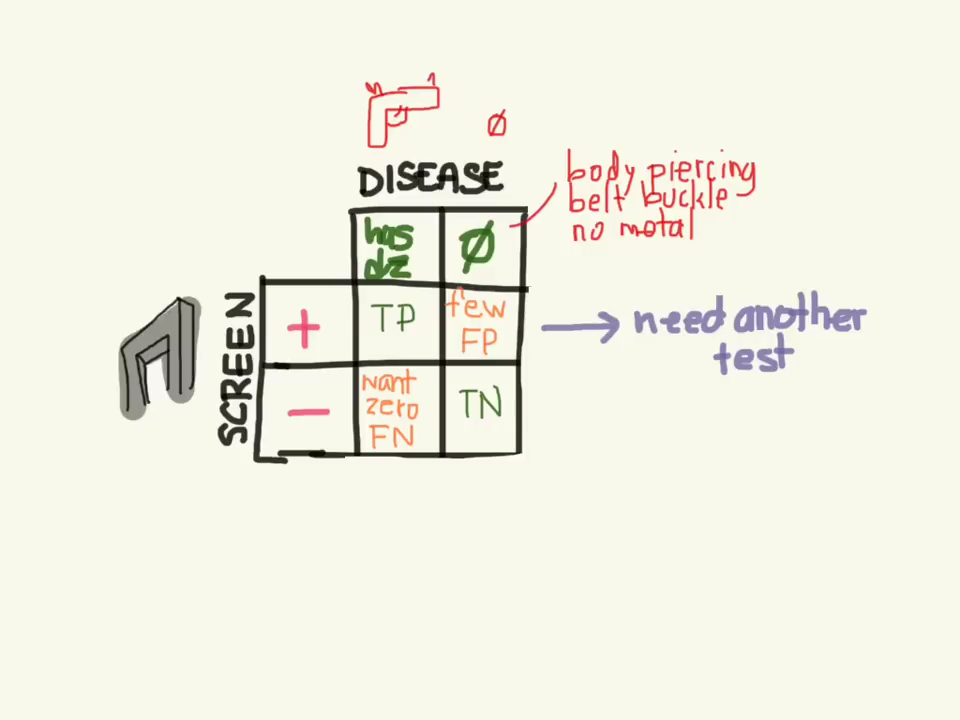 Ø
DISEASE
body piercing
belt buckle
no metal
has
dz
Ø
SCREEN
+
TP
few
FP
need another
test
−
want
zero
FN
TN